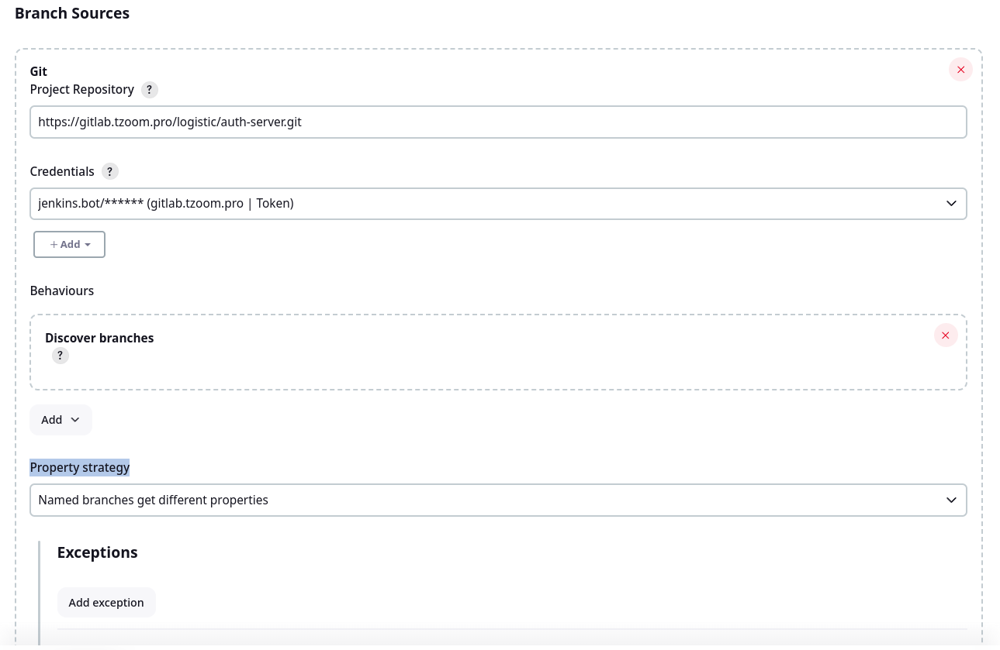 Branch Sources
Git
Project Repository ?
https://gitlab.tzoom.pro/logistic/auth-server.git
Credentials ?
jenkins.bot/****** (gitlab.tzoom.pro | Token)
+ Add
Behaviours
Discover branches
?
Add
Property strategy
Named branches get different properties
Exceptions
Add exception